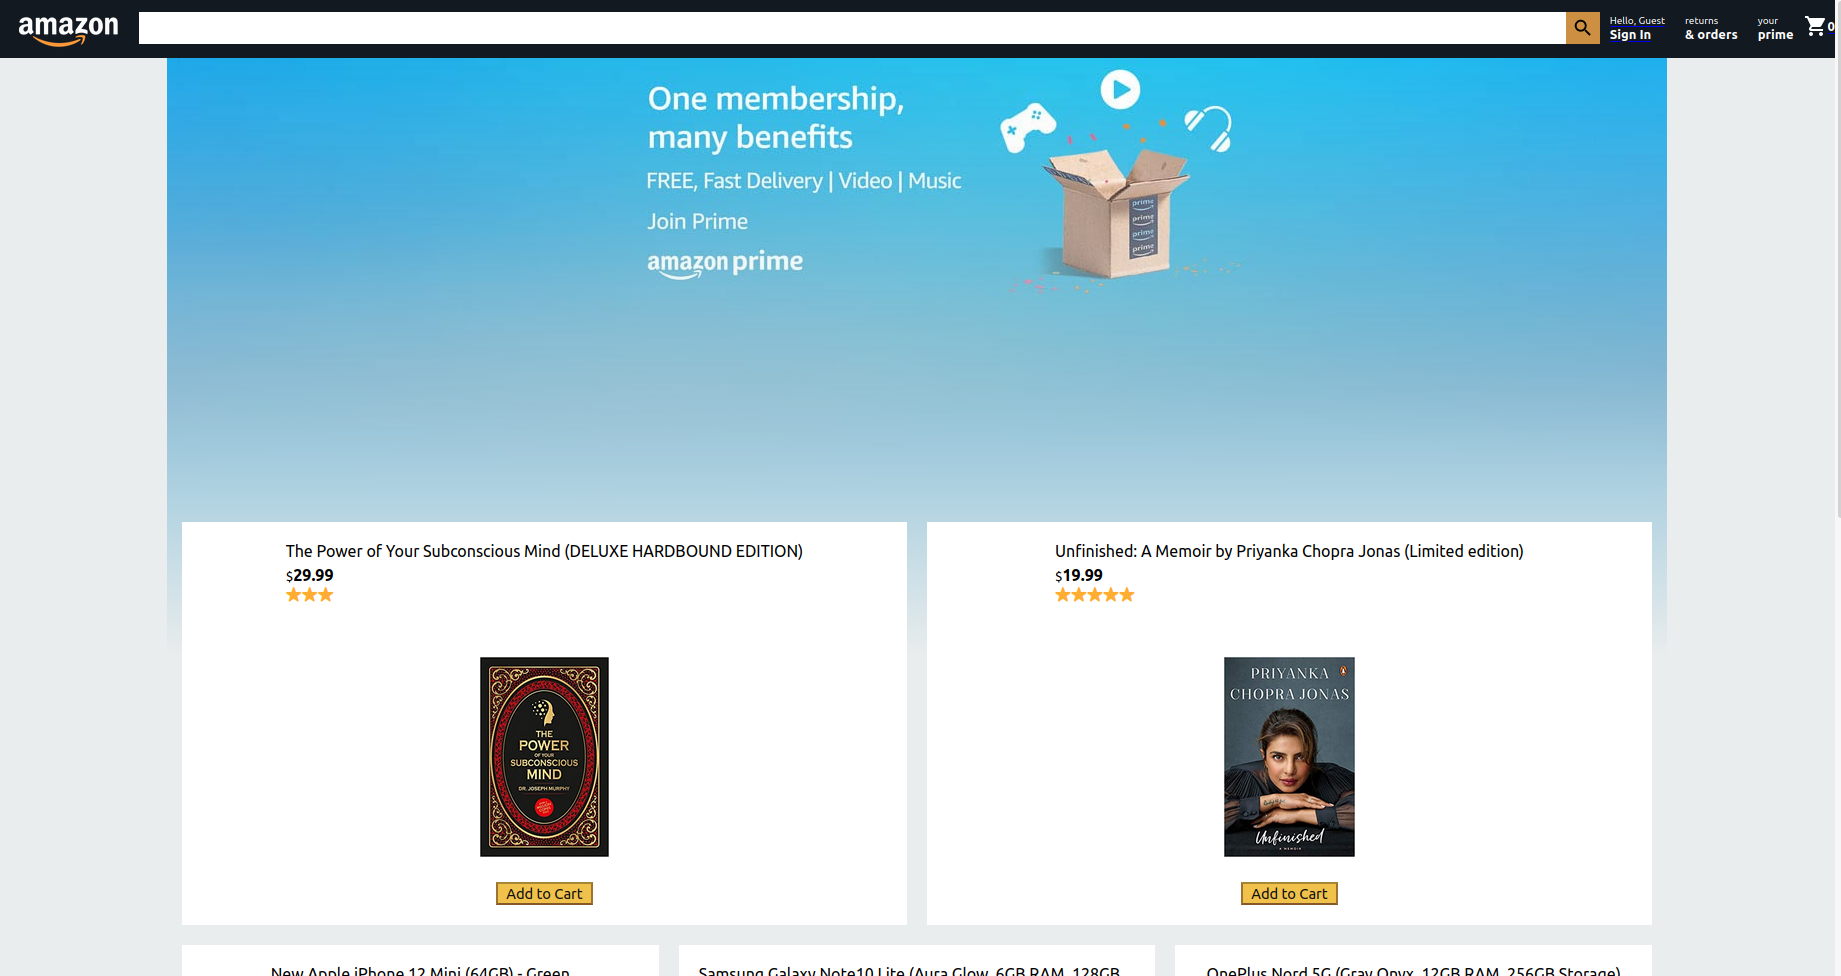 amazon
Hello, Guest
Sign In
returns
& orders
your
prime
0
One membership,
many benefits
FREE, Fast Delivery | Video | Music
Join Prime
amazon prime
prime
prime
prime
prime
The Power of Your Subconscious Mind (DELUXE HARDBOUND EDITION)
$29.99
THE
POWER
OF YOUR
SUBCONSCIOUS
MIND
DR. JOSEPH MURPHY
Add to Cart
Unfinished: A Memoir by Priyanka Chopra Jonas (Limited edition)
$19.99
PRIYANKA
CHOPRA JONAS
Unfinished
A MEMOIR
Add to Cart
New Apple iPhone 12 Mini (64GB) - Green
Samsung Galaxy Note10 Lite (Aura Glow, 6GB RAM, 128GB
OnePlus Nord 5G (Gray Onyx, 12GB RAM, 256GB Storage)